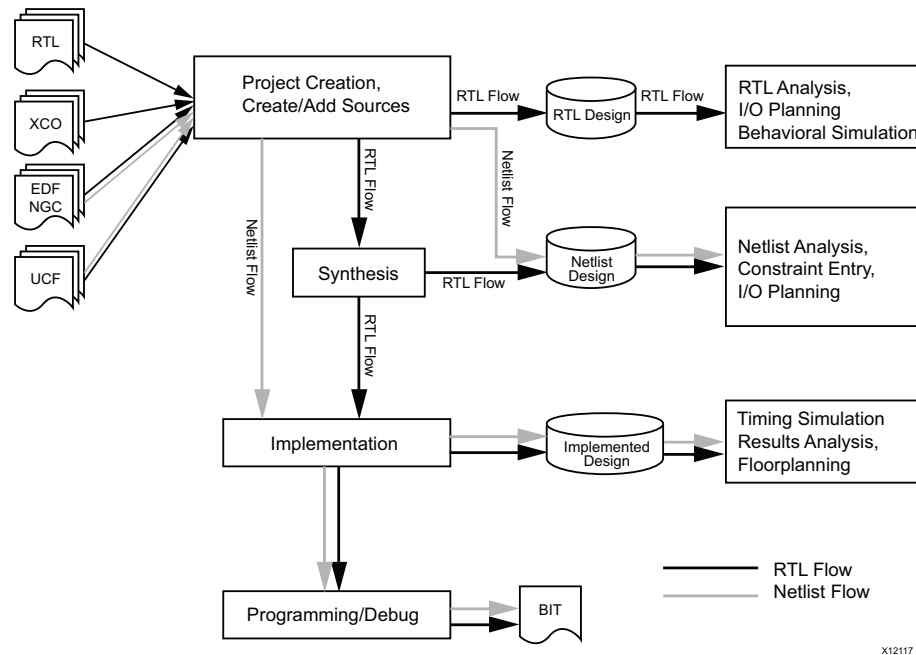 RTL
XCO
EDF
NGC
UCF
Project Creation,
Create/Add Sources
RTL Flow
RTL Design
RTL Flow
RTL Analysis,
I/O Planning
Behavioral Simulation
Netlist Flow
RTL Flow
Netlist Flow
Synthesis
RTL Flow
Netlist
Design
Netlist Analysis,
Constraint Entry,
I/O Planning
RTL Flow
Implementation
Implemented
Design
Timing Simulation
Results Analysis,
Floorplanning
Programming/Debug
BIT
RTL Flow
Netlist Flow
X12117